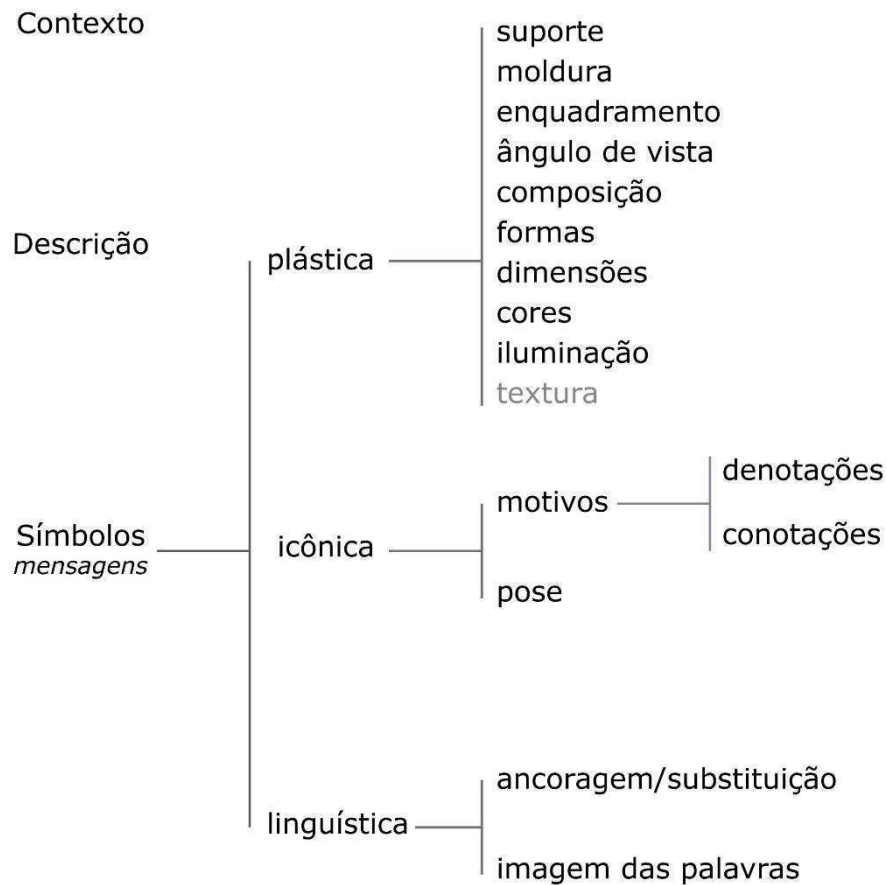 Contexto
suporte
moldura
enquadramento
ângulo de vista
composição
formas
dimensões
cores
iluminação
textura
Descrição
plástica
Símbolos
mensagens
icônica
motivos
denotações
conotações
pose
linguística
ancoragem/substituição
imagem das palavras